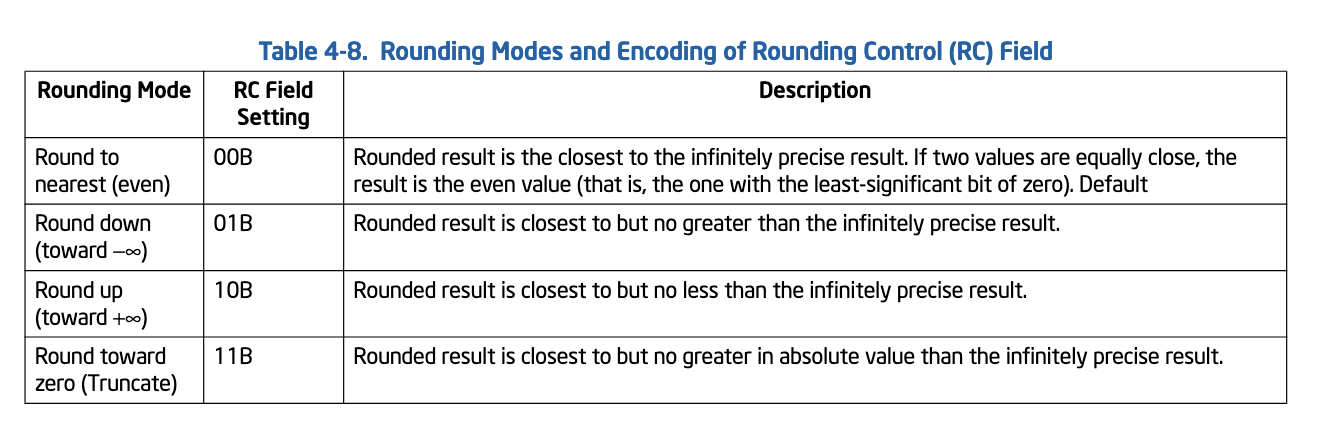 Table 4-8. Rounding Modes and Encoding of Rounding Control (RC) Field
Rounding Mode
RC Field
Setting
Description
Round to
nearest (even)
00B
Rounded result is the closest to the infinitely precise result. If two values are equally close, the
result is the even value (that is, the one with the least-significant bit of zero). Default
Round down
(toward −∞)
01B
Rounded result is closest to but no greater than the infinitely precise result.
Round up
(toward +∞)
10B
Rounded result is closest to but no less than the infinitely precise result.
Round toward
zero (Truncate)
11B
Rounded result is closest to but no greater in absolute value than the infinitely precise result.